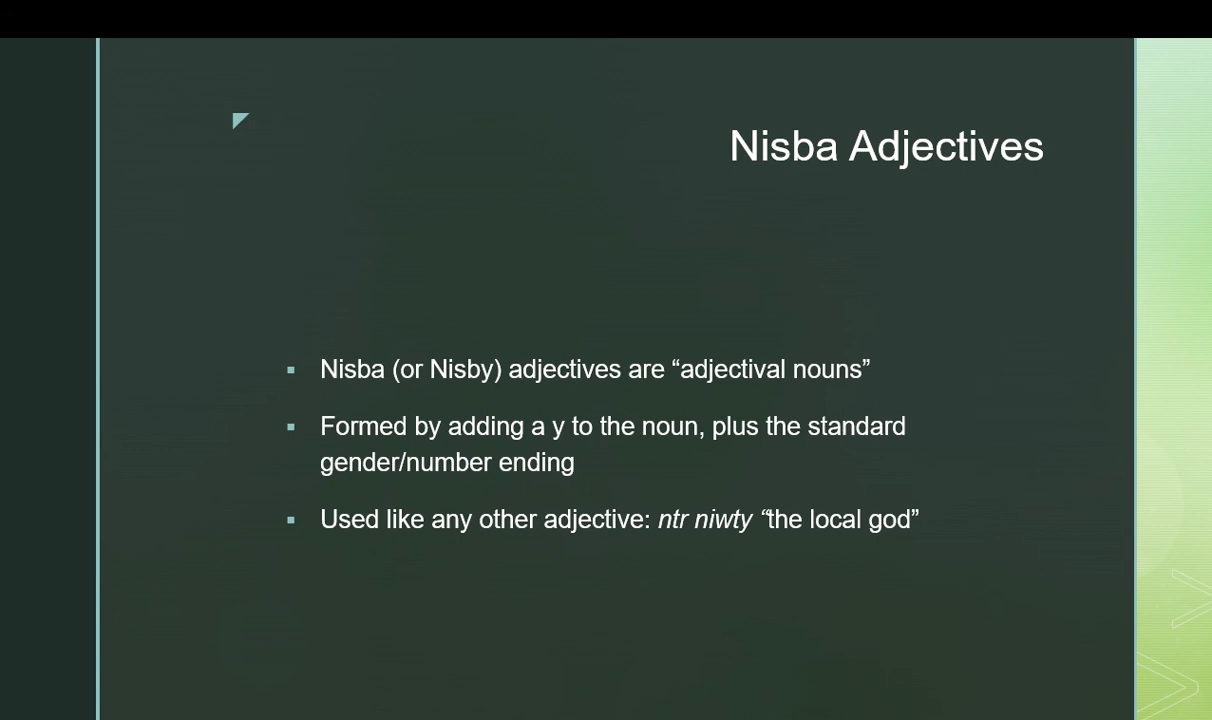 Nisba Adjectives
Nisba (or Nisby) adjectives are “adjectival nouns”
Formed by adding a y to the noun, plus the standard
gender/number ending
Used like any other adjective: ntr niwty “the local god”